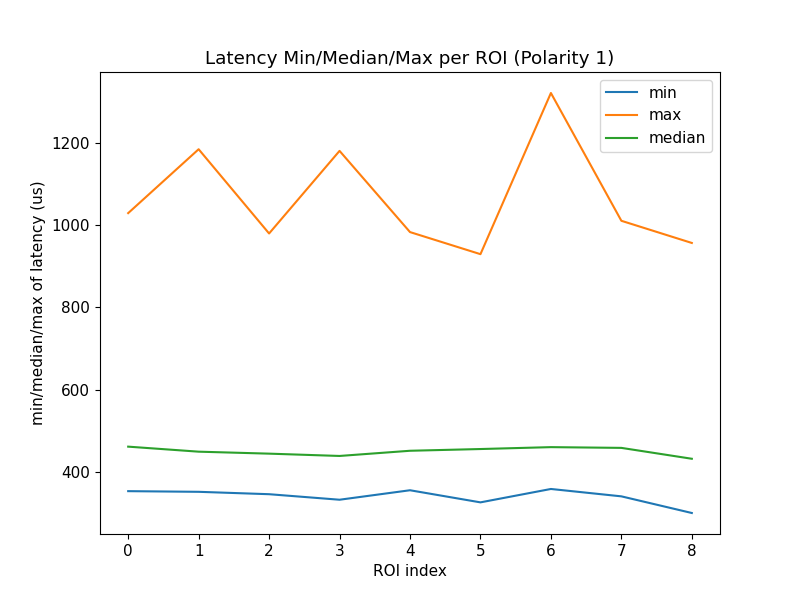 Latency Min/Median/Max per ROI (Polarity 1)
min
max
median
min/median/max of latency (us)
1200
1000
800
600
400
0 1 2 3 4 5 6 7 8
ROI index